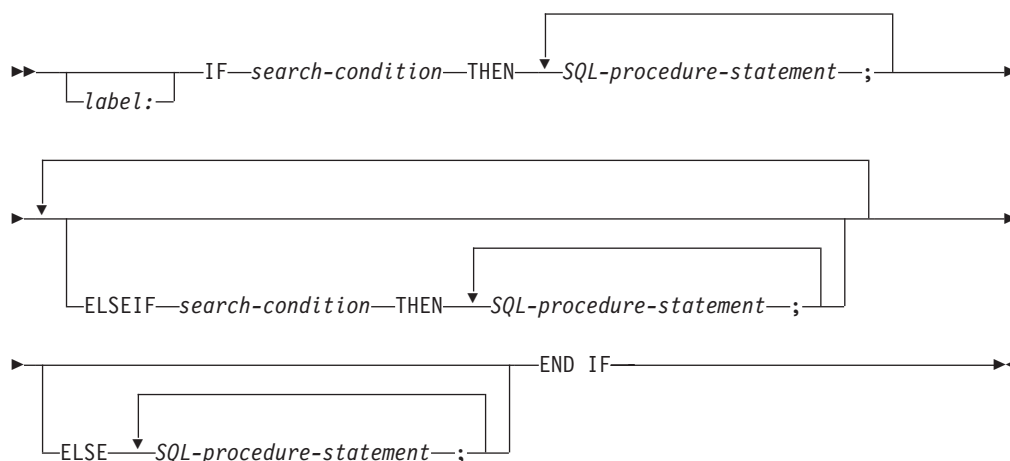 IF search-condition THEN SQL-procedure-statement ;
label:
ELSEIF search-condition THEN SQL-procedure-statement ;
END IF
ELSE SQL-procedure-statement ;